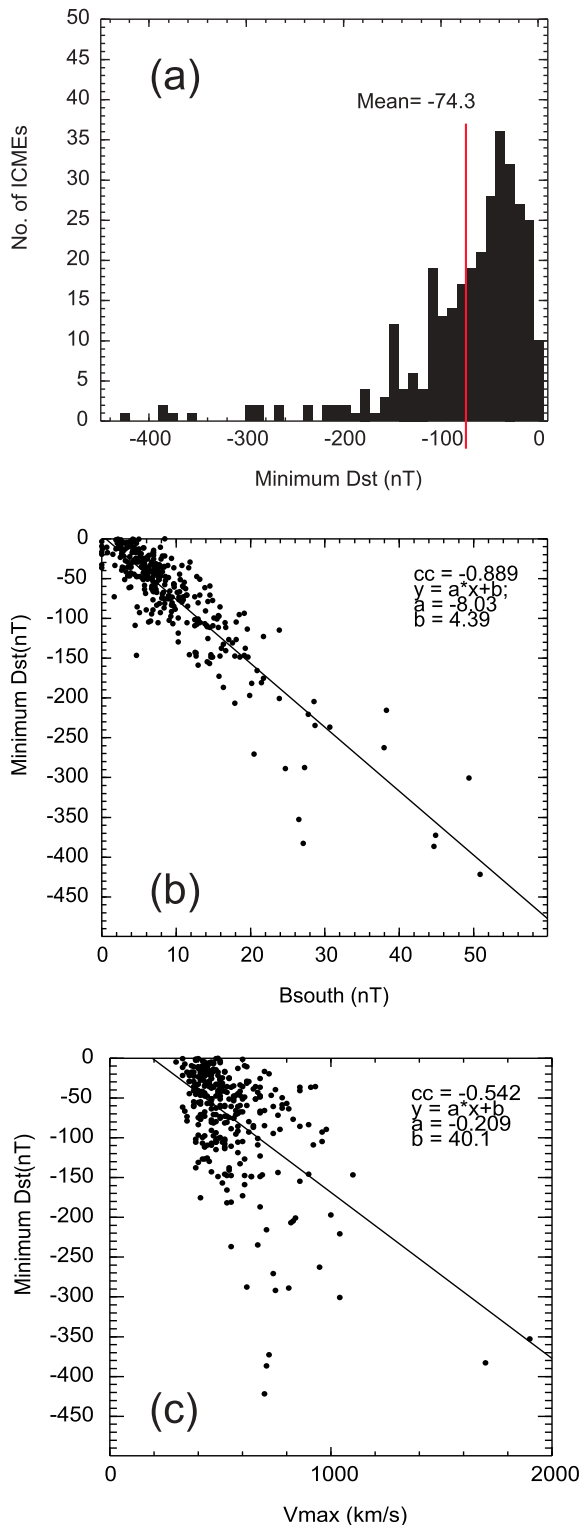 50
45
(a)
40
Mean= -74.3
35
30
25
20
15
10
5
0
No. of ICMEs
-400 -300 -200 -100 0
Minimum Dst (nT)
0
-50
-100
-150
-200
-250
-300
-350
-400
-450
Minimum Dst(nT)
cc = -0.889
y = a*x+b;
a = -8.03
b = 4.39
(b)
0 10 20 30 40 50
Bsouth (nT)
0
-50
-100
-150
-200
-250
-300
-350
-400
-450
Minimum Dst(nT)
cc = -0.542
y = a*x+b
a = -0.209
b = 40.1
(c)
0 1000 2000
Vmax (km/s)